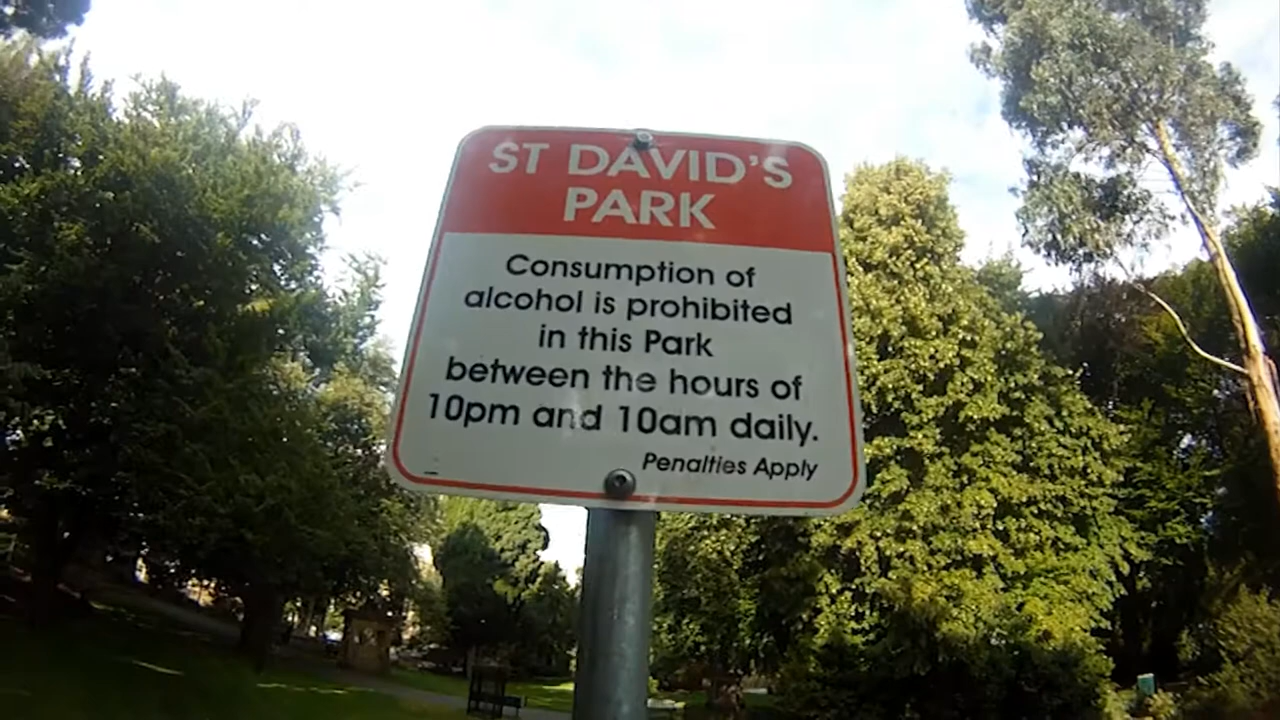 ST DAVID'S
PARK
Consumption of
alcohol is prohibited
in this Park
between the hours of
10pm and 10am daily.
Penalties Apply